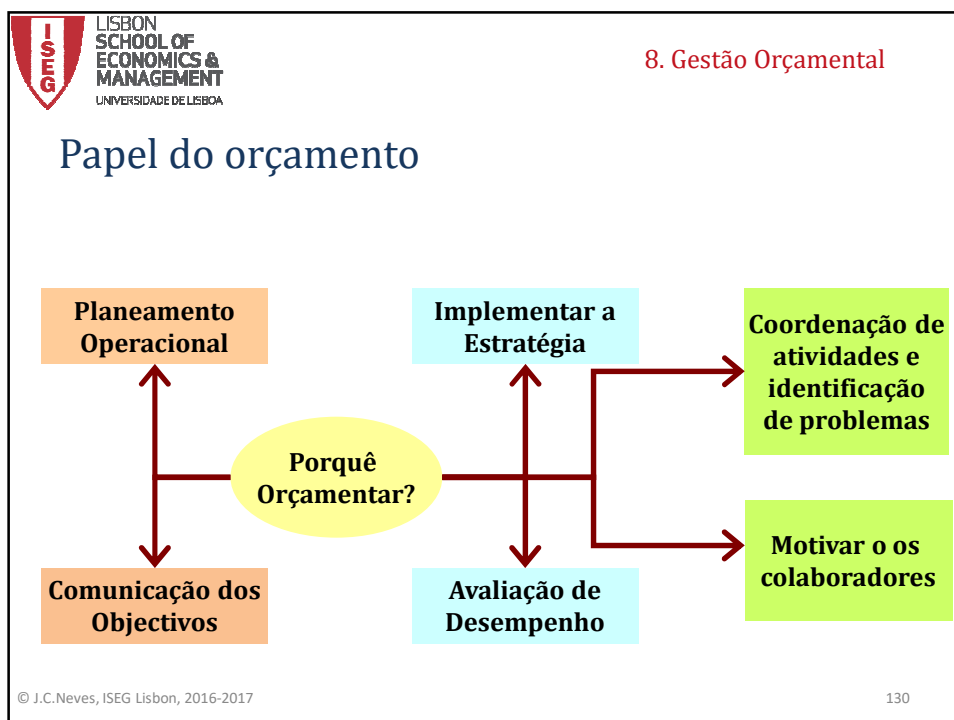 ISEG
LISBON
SCHOOL OF
ECONOMICS &
MANAGEMENT
UNIVERSIDADE DE LISBOA
8. Gestão Orçamental
Papel do orçamento
Planeamento
Operacional
Implementar a
Estratégia
Coordenação de
atividades e
identificação
de problemas
Porquê
Orçamentar?
Comunicação dos
Objectivos
Avaliação de
Desempenho
Motivar o os
colaboradores
© J.C.Neves, ISEG Lisbon, 2016-2017
130